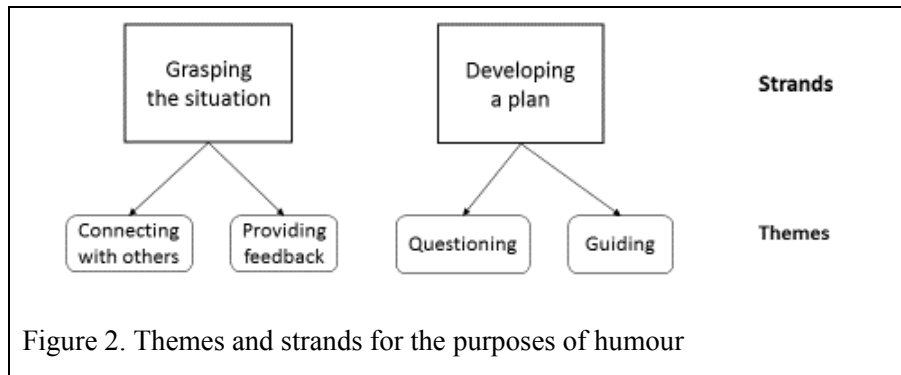 Grasping
the situation
Developing
a plan
Strands
Connecting
with others
Providing
feedback
Questioning
Guiding
Themes
Figure 2. Themes and strands for the purposes of humour